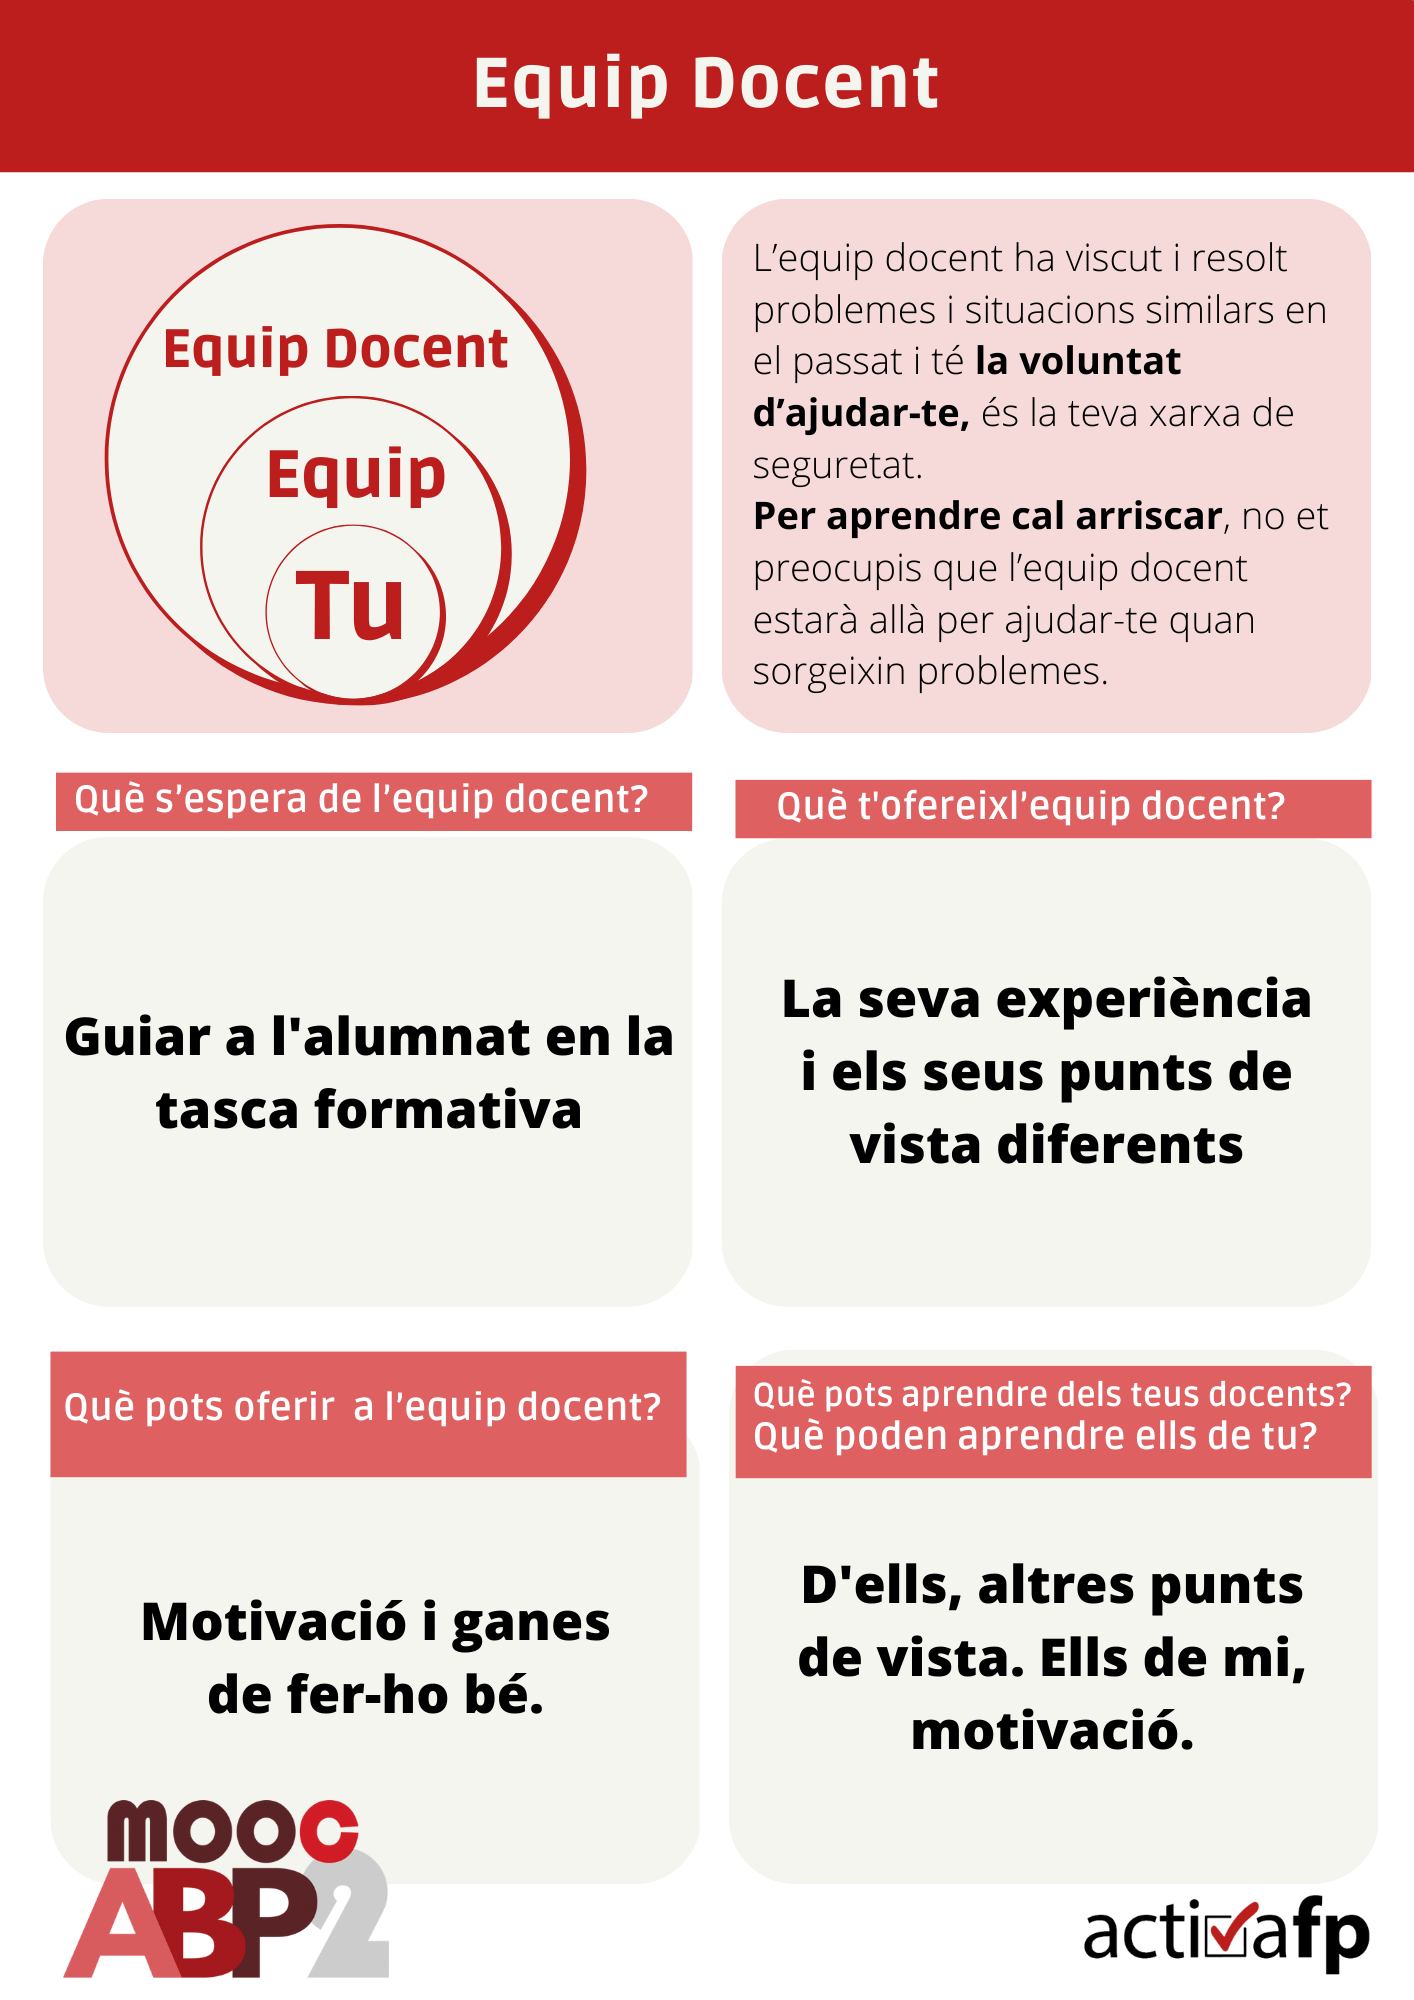 Equip Docent
Equip Docent
Equip
Tu
L’equip docent ha viscut i resolt
problemes i situacions similars en
el passat i té la voluntat
d’ajudar-te, és la teva xarxa de
seguretat.
Per aprendre cal arriscar, no et
preocupis que l’equip docent
estarà allà per ajudar-te quan
sorgeixin problemes.
Què s’espera de l’equip docent?
Guiar a l'alumnat en la
tasca formativa
Què t'ofereixl’equip docent?
La seva experiència
i els seus punts de
vista diferents
Què pots oferir  a l’equip docent?
Motivació i ganes
de fer-ho bé.
Què pots aprendre dels teus docents?
Què poden aprendre ells de tu?
D'ells, altres punts
de vista. Ells de mi,
motivació.
mooc
ABP2
activafp